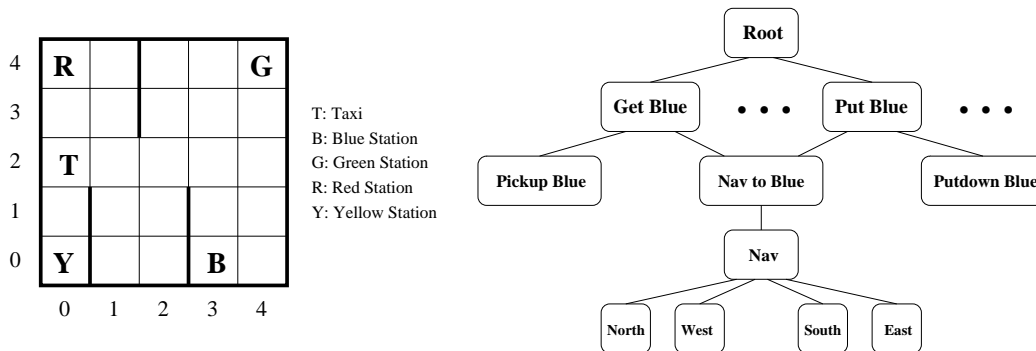 4
R
G
3
2
T
1
0
Y
B
0 1 2 3 4
T: Taxi
B: Blue Station
G: Green Station
R: Red Station
Y: Yellow Station
Root
Get Blue
Put Blue
Pickup Blue
Nav to Blue
Putdown Blue
Nav
North
West
South
East